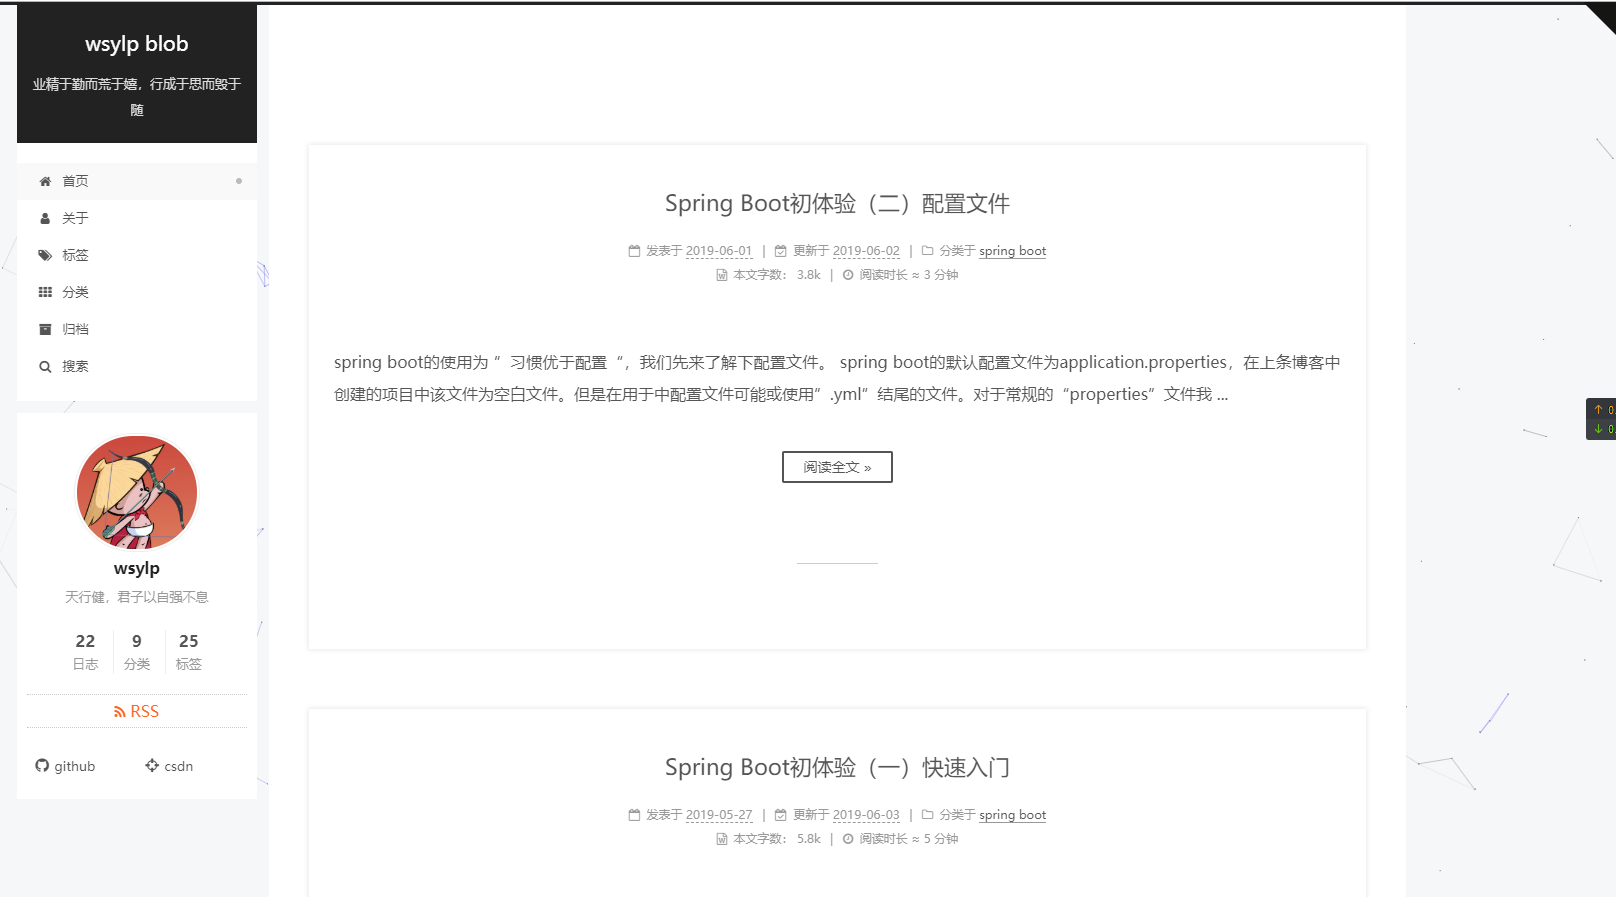 wsylp blob
业精于勤而荒于嬉，行成于思而毁于
随
首页
关于
标签
分类
归档
搜索
wsylp
天行健，君子以自强不息
22 9 25
日志 分类 标签
RSS
github csdn
Spring Boot初体验（二）配置文件
发表于 2019-06-01 | 更新于 2019-06-02 | 分类于 spring boot
本文字数： 3.8k | 阅读时长 ≈ 3 分钟
spring boot的使用为 ”习惯优于配置“，我们先来了解下配置文件。 spring boot的默认配置文件为application.properties，在上条博客中
创建的项目中该文件为空白文件。但是在用于中配置文件可能或使用”.yml”结尾的文件。对于常规的“properties”文件我 ...
阅读全文 »
Spring Boot初体验（一）快速入门
发表于 2019-05-27 | 更新于 2019-06-03 | 分类于 spring boot
本文字数： 5.8k | 阅读时长 ≈ 5 分钟
↑ 0.
↓ 0.